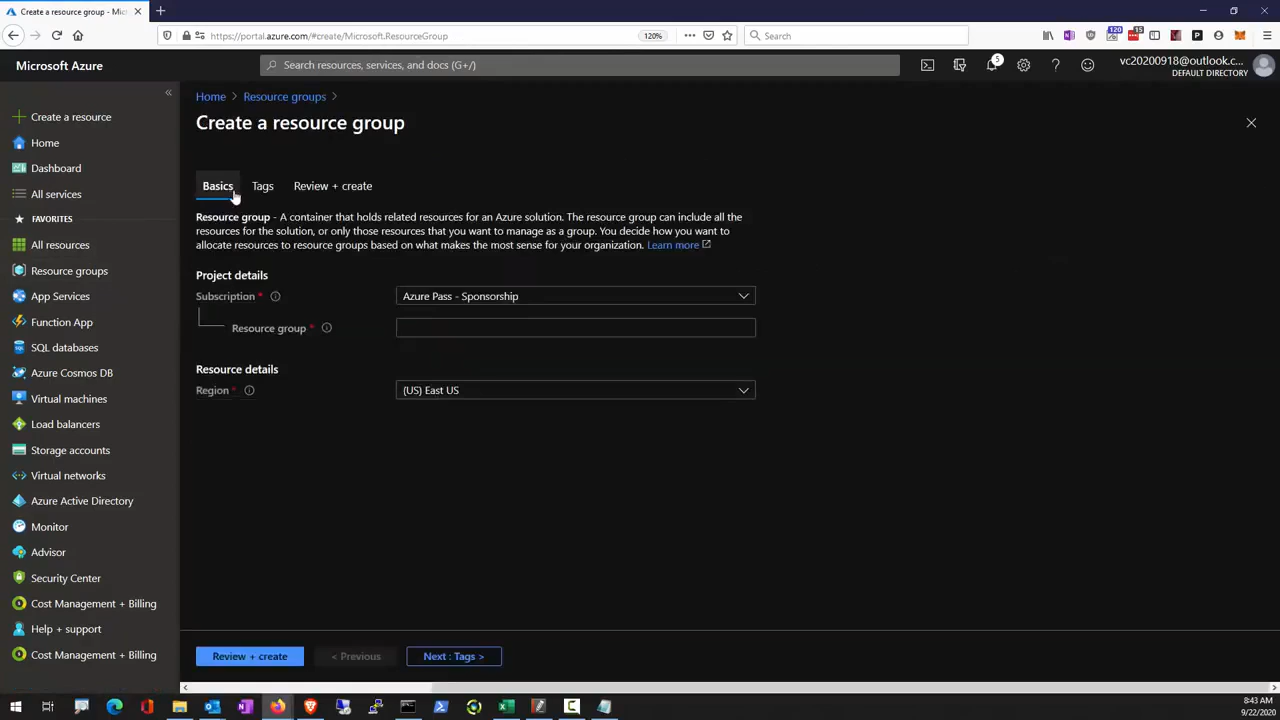 Create a resource group - Mic
https://portal.azure.com/#create/Microsoft.ResourceGroup
120%
Search
120
15
Microsoft Azure
Search resources, services, and docs (G+/)
5
vc20200918@outlook.c...
DEFAULT DIRECTORY
Create a resource
Home
Dashboard
All services
FAVORITES
All resources
Resource groups
App Services
Function App
SQL databases
Azure Cosmos DB
Virtual machines
Load balancers
Storage accounts
Virtual networks
Azure Active Directory
Monitor
Advisor
Security Center
Cost Management + Billing
Help + support
Cost Management + Billing
Home > Resource groups >
Create a resource group
Basics Tags Review + create
Resource group - A container that holds related resources for an Azure solution. The resource group can include all the
resources for the solution, or only those resources that you want to manage as a group. You decide how you want to
allocate resources to resource groups based on what makes the most sense for your organization. Learn more
Project details
Subscription * Azure Pass - Sponsorship
Resource group *
Resource details
Region * (US) East US
Review + create < Previous Next : Tags >
8:43 AM
9/22/2020